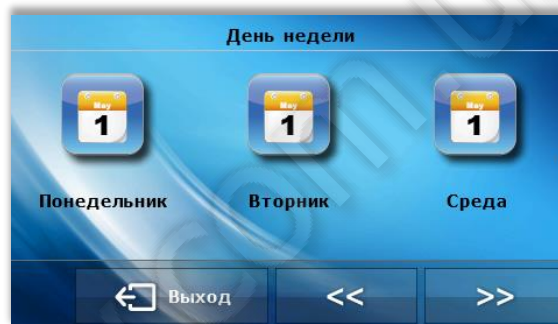 День недели
May May May
1 1 1
Понедельник Вторник Среда
Выход << >>